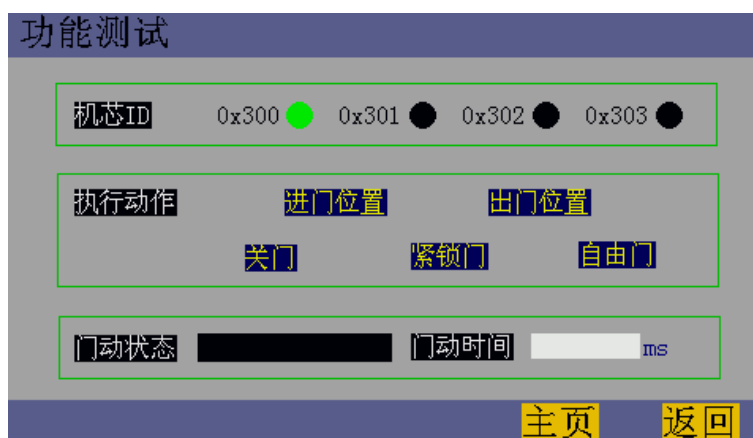 功能测试
机芯ID 0x300 0x301 0x302 0x303
执行动作 进门位置 出门位置
关门 紧锁门 自由门
门动状态 门动时间 ms
主页 返回